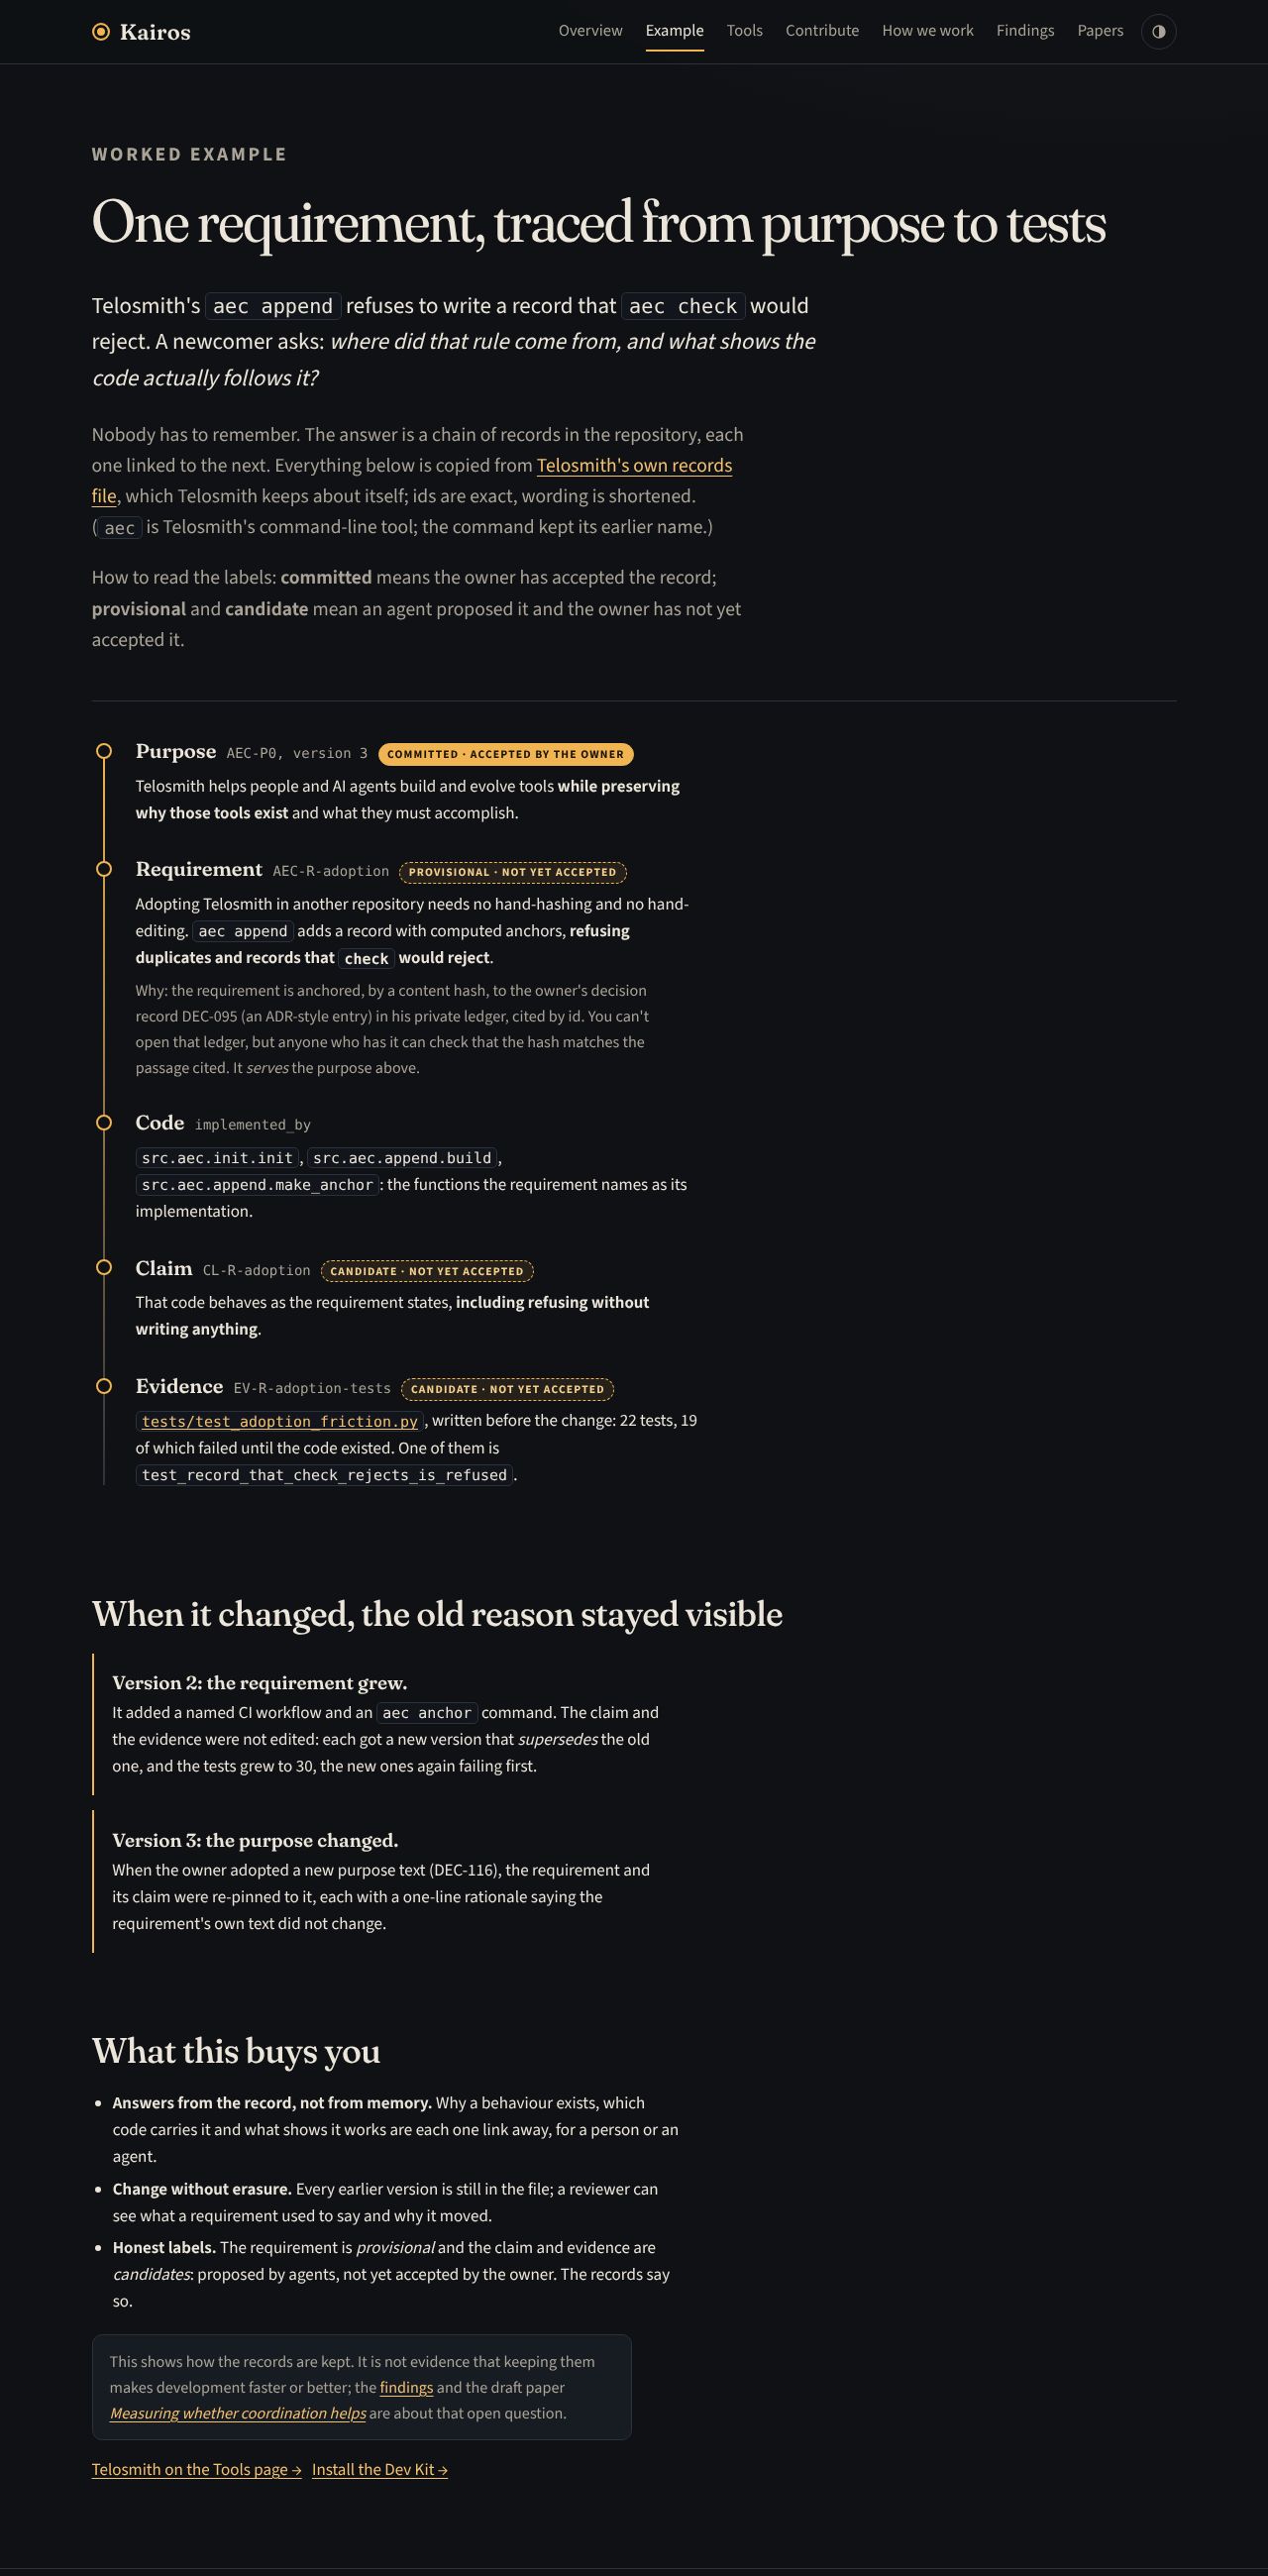 Kairos
Overview Example Tools Contribute How we work Findings Papers
WORKED EXAMPLE
One requirement, traced from purpose to tests
Telosmith's aec append refuses to write a record that aec check would
reject. A newcomer asks: where did that rule come from, and what shows the
code actually follows it?
Nobody has to remember. The answer is a chain of records in the repository, each
one linked to the next. Everything below is copied from Telosmith's own records
file, which Telosmith keeps about itself; ids are exact, wording is shortened.
(aec is Telosmith's command-line tool; the command kept its earlier name.)
How to read the labels: committed means the owner has accepted the record;
provisional and candidate mean an agent proposed it and the owner has not yet
accepted it.
Purpose AEC-P0, version 3 COMMITTED · ACCEPTED BY THE OWNER
Telosmith helps people and AI agents build and evolve tools while preserving
why those tools exist and what they must accomplish.
Requirement AEC-R-adoption PROVISIONAL · NOT YET ACCEPTED
Adopting Telosmith in another repository needs no hand-hashing and no hand-
editing. aec append adds a record with computed anchors, refusing
duplicates and records that check would reject.
Why: the requirement is anchored, by a content hash, to the owner's decision
record DEC-095 (an ADR-style entry) in his private ledger, cited by id. You can't
open that ledger, but anyone who has it can check that the hash matches the
passage cited. It serves the purpose above.
Code implemented_by
src.aec.init.init, src.aec.append.build,
src.aec.append.make_anchor: the functions the requirement names as its
implementation.
Claim CL-R-adoption CANDIDATE · NOT YET ACCEPTED
That code behaves as the requirement states, including refusing without
writing anything.
Evidence EV-R-adoption-tests CANDIDATE · NOT YET ACCEPTED
tests/test_adoption_friction.py, written before the change: 22 tests, 19
of which failed until the code existed. One of them is
test_record_that_check_rejects_is_refused.
When it changed, the old reason stayed visible
Version 2: the requirement grew.
It added a named CI workflow and an aec anchor command. The claim and
the evidence were not edited: each got a new version that supersedes the old
one, and the tests grew to 30, the new ones again failing first.
Version 3: the purpose changed.
When the owner adopted a new purpose text (DEC-116), the requirement and
its claim were re-pinned to it, each with a one-line rationale saying the
requirement's own text did not change.
What this buys you
• Answers from the record, not from memory. Why a behaviour exists, which
code carries it and what shows it works are each one link away, for a person or an
agent.
• Change without erasure. Every earlier version is still in the file; a reviewer can
see what a requirement used to say and why it moved.
• Honest labels. The requirement is provisional and the claim and evidence are
candidates: proposed by agents, not yet accepted by the owner. The records say
so.
This shows how the records are kept. It is not evidence that keeping them
makes development faster or better; the findings and the draft paper
Measuring whether coordination helps are about that open question.
Telosmith on the Tools page → Install the Dev Kit →